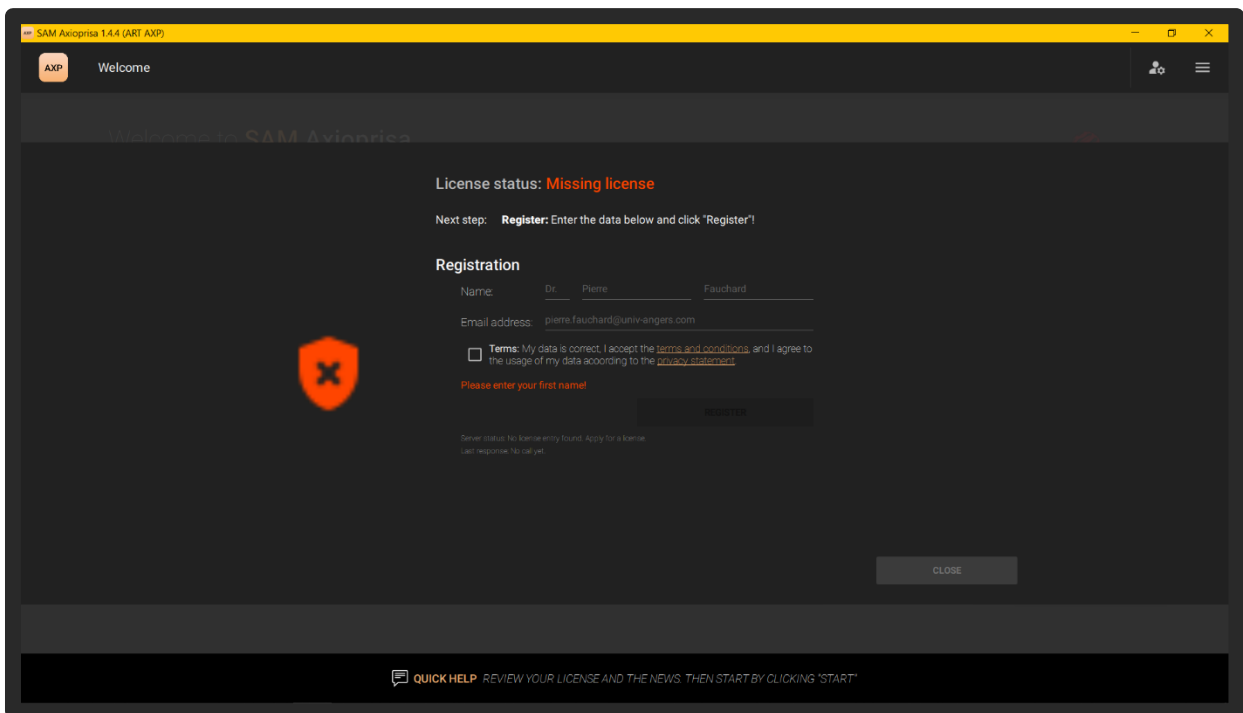 AXP SAM Axioprisa 1.4.4 (ART AXP)
AXP Welcome
Welcome to SAM Axioprisa
License status: Missing license
Next step: Register: Enter the data below and click "Register"!
Registration
Name: Dr. Pierre Fauchard
Email address: pierre.fauchard@univ-angers.com
Terms: My data is correct, I accept the terms and conditions, and I agree to
the usage of my data acoording to the privacy statement.
Please enter your first name!
REGISTER
Server status: No license entry found. Apply for a license.
Last response: No call yet.
CLOSE
QUICK HELP REVIEW YOUR LICENSE AND THE NEWS. THEN START BY CLICKING "START"